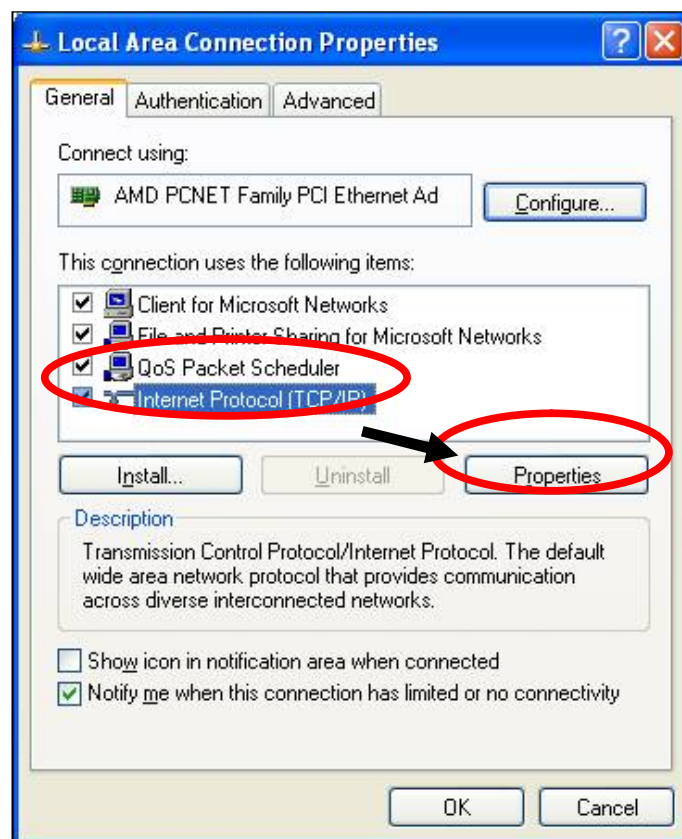 Local Area Connection Properties
General Authentication Advanced
Connect using:
AMD PCNET Family PCI Ethernet Ad
Configure...
This connection uses the following items:
Client for Microsoft Networks
File and Printer Sharing for Microsoft Networks
QoS Packet Scheduler
Internet Protocol (TCP/IP)
Install... Uninstall Properties
Description
Transmission Control Protocol/Internet Protocol. The default
wide area network protocol that provides communication
across diverse interconnected networks.
Show icon in notification area when connected
Notify me when this connection has limited or no connectivity
OK Cancel